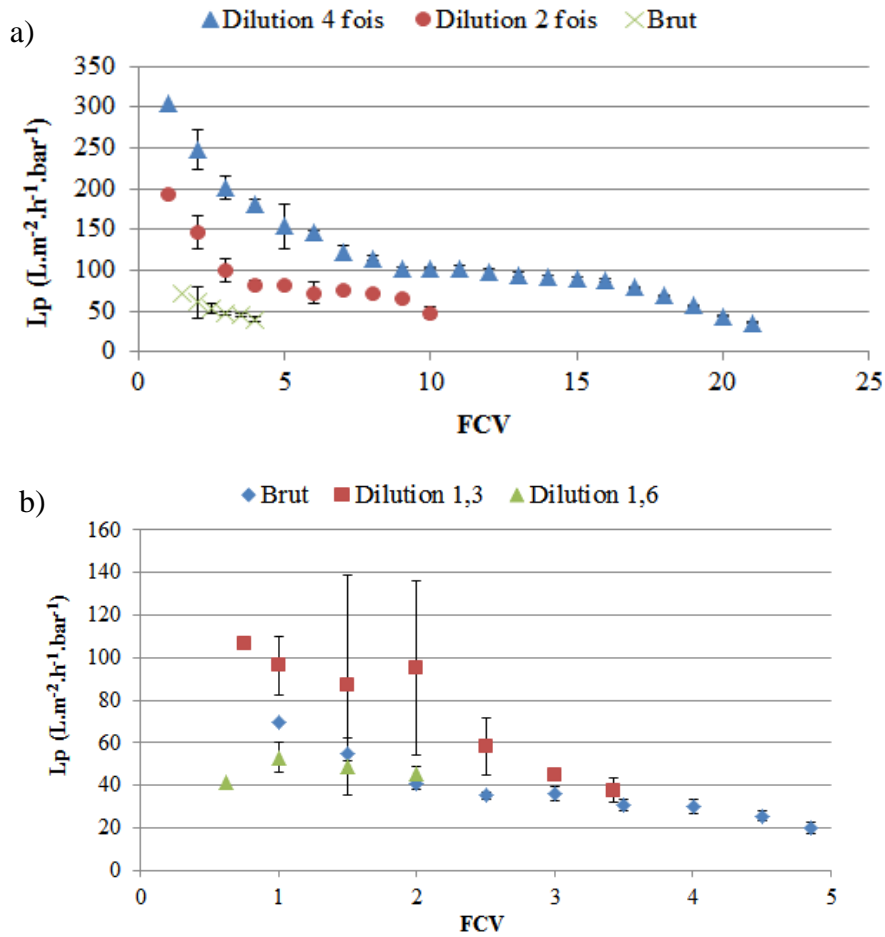 a)
Dilution 4 fois Dilution 2 fois Brut
350
300
250
200
150
100
50
0
Lp (L.m⁻².h⁻¹.bar⁻¹)
0 5 10 15 20 25
FCV
b)
Brut Dilution 1,3 Dilution 1,6
160
140
120
100
80
60
40
20
0
Lp (L.m⁻².h⁻¹.bar⁻¹)
0 1 2 3 4 5
FCV